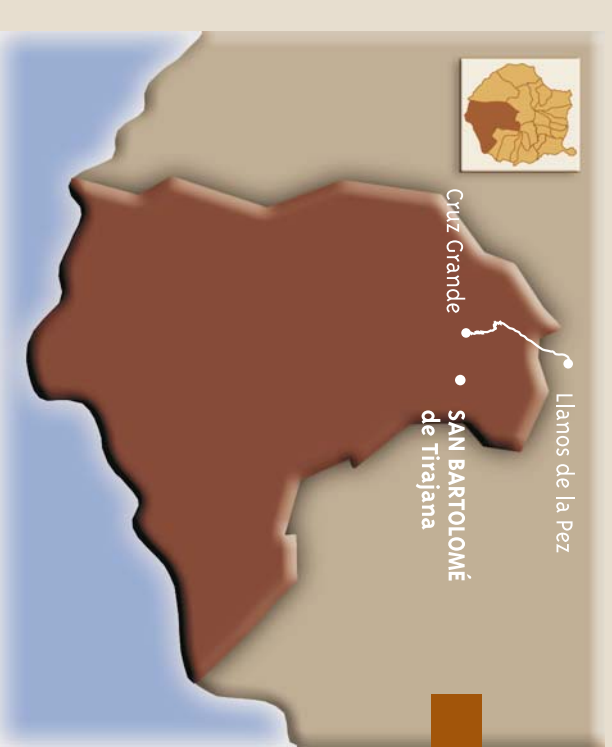 Llanos de la Pez
Cruz Grande
SAN BARTOLOMÉ
de Tirajana